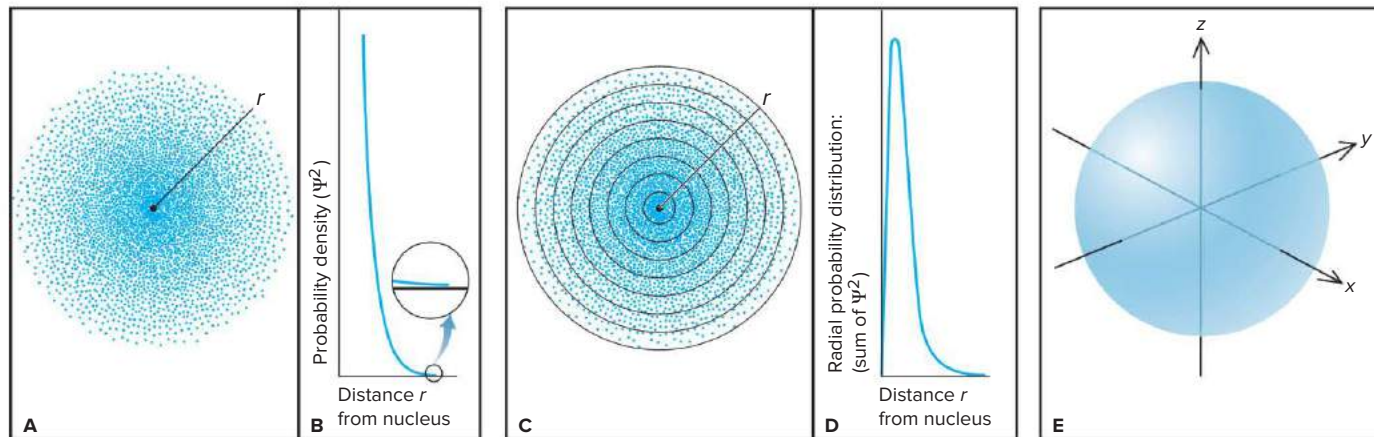 r
A
Probability density (Ψ²)
Distance r
from nucleus
B
r
C
Radial probability distribution:
(sum of Ψ²)
Distance r
from nucleus
D
z
y
x
E